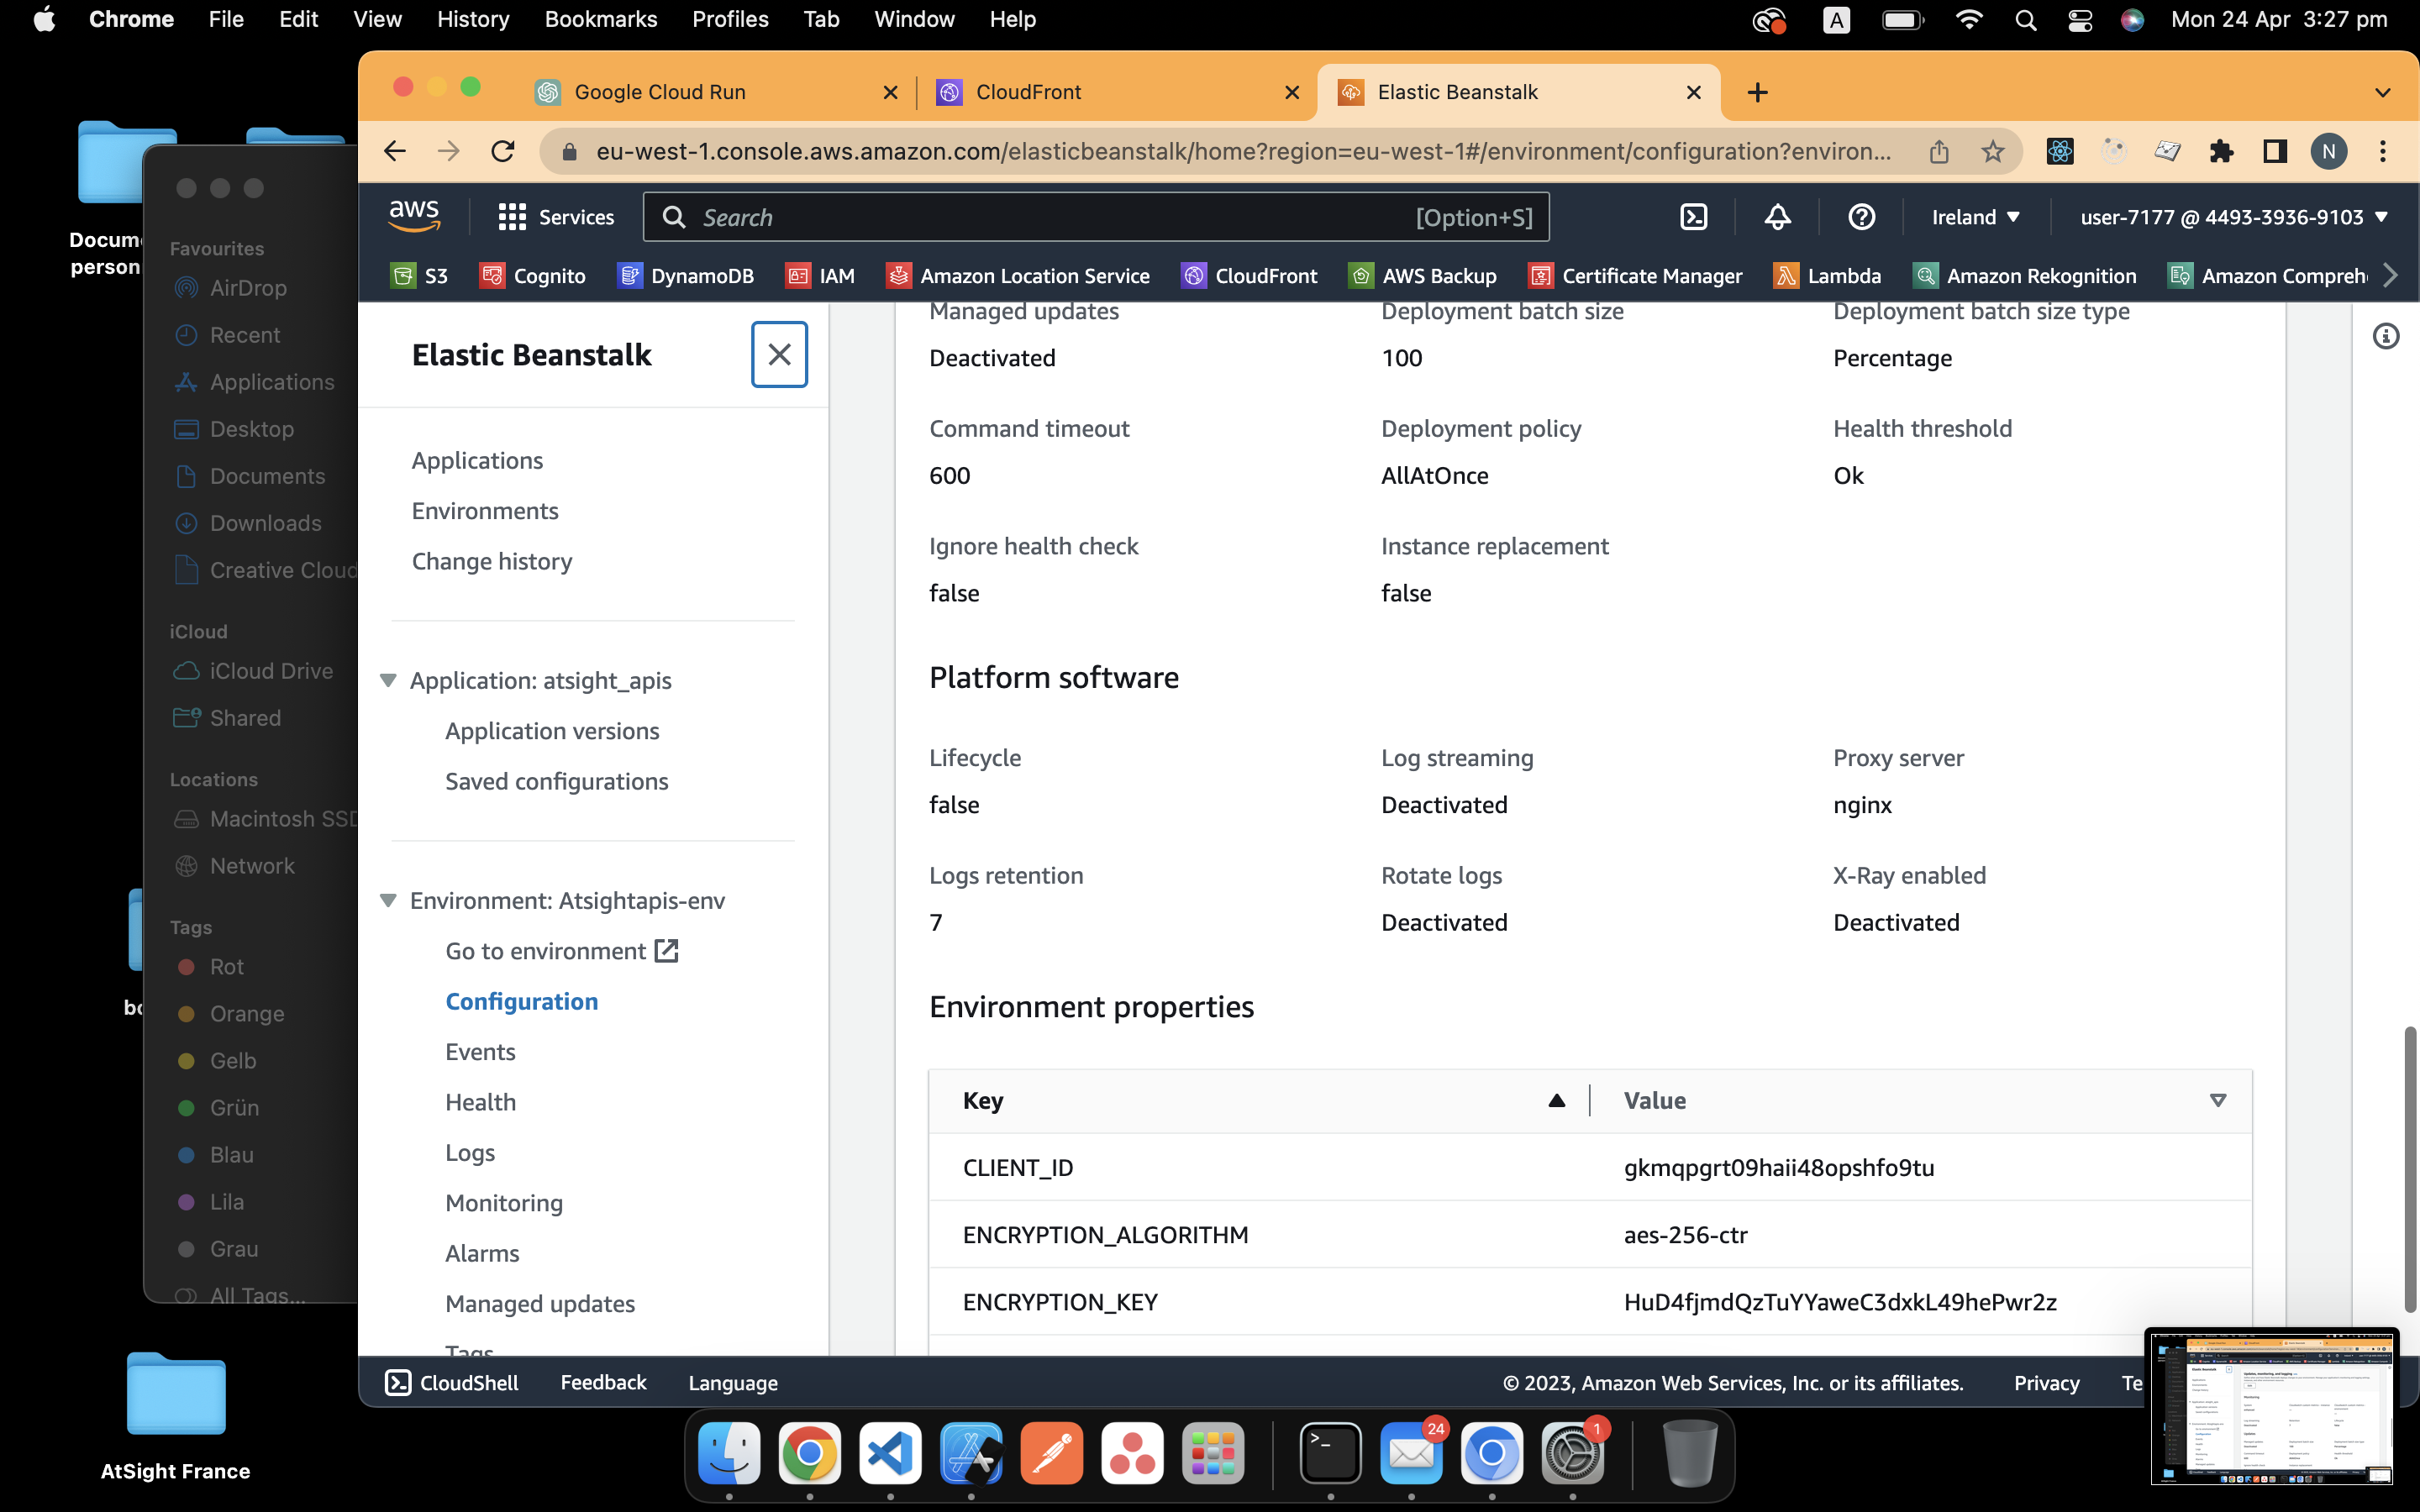 Chrome File Edit View History Bookmarks Profiles Tab Window Help
A
Mon 24 Apr 3:27 pm
Google Cloud Run
CloudFront
Elastic Beanstalk
eu-west-1.console.aws.amazon.com/elasticbeanstalk/home?region=eu-west-1#/environment/configuration?environ...
N
aws
Services
Search
[Option+S]
Ireland
user-7177 @ 4493-3936-9103
S3
Cognito
DynamoDB
IAM
Amazon Location Service
CloudFront
AWS Backup
Certificate Manager
Lambda
Amazon Rekognition
Amazon Compreh
Docum
person
Favourites
AirDrop
Recent
Applications
Desktop
Documents
Downloads
Creative Cloud
iCloud
iCloud Drive
Shared
Locations
Macintosh SSD
Network
Tags
Rot
Orange
Gelb
Grün
Blau
Lila
Grau
All Tags...
AtSight France
Elastic Beanstalk
Applications
Environments
Change history
Application: atsight_apis
Application versions
Saved configurations
Environment: Atsightapis-env
Go to environment
Configuration
Events
Health
Logs
Monitoring
Alarms
Managed updates
Tags
Managed updates
Deactivated
Deployment batch size
100
Deployment batch size type
Percentage
Command timeout
600
Deployment policy
AllAtOnce
Health threshold
Ok
Ignore health check
false
Instance replacement
false
Platform software
Lifecycle
false
Log streaming
Deactivated
Proxy server
nginx
Logs retention
7
Rotate logs
Deactivated
X-Ray enabled
Deactivated
Environment properties
Key Value
CLIENT_ID gkmqpgrt09haii48opshfo9tu
ENCRYPTION_ALGORITHM aes-256-ctr
ENCRYPTION_KEY HuD4fjmdQzTuYYaweC3dxkL49hePwr2z
CloudShell
Feedback
Language
© 2023, Amazon Web Services, Inc. or its affiliates.
Privacy
Te
24
1